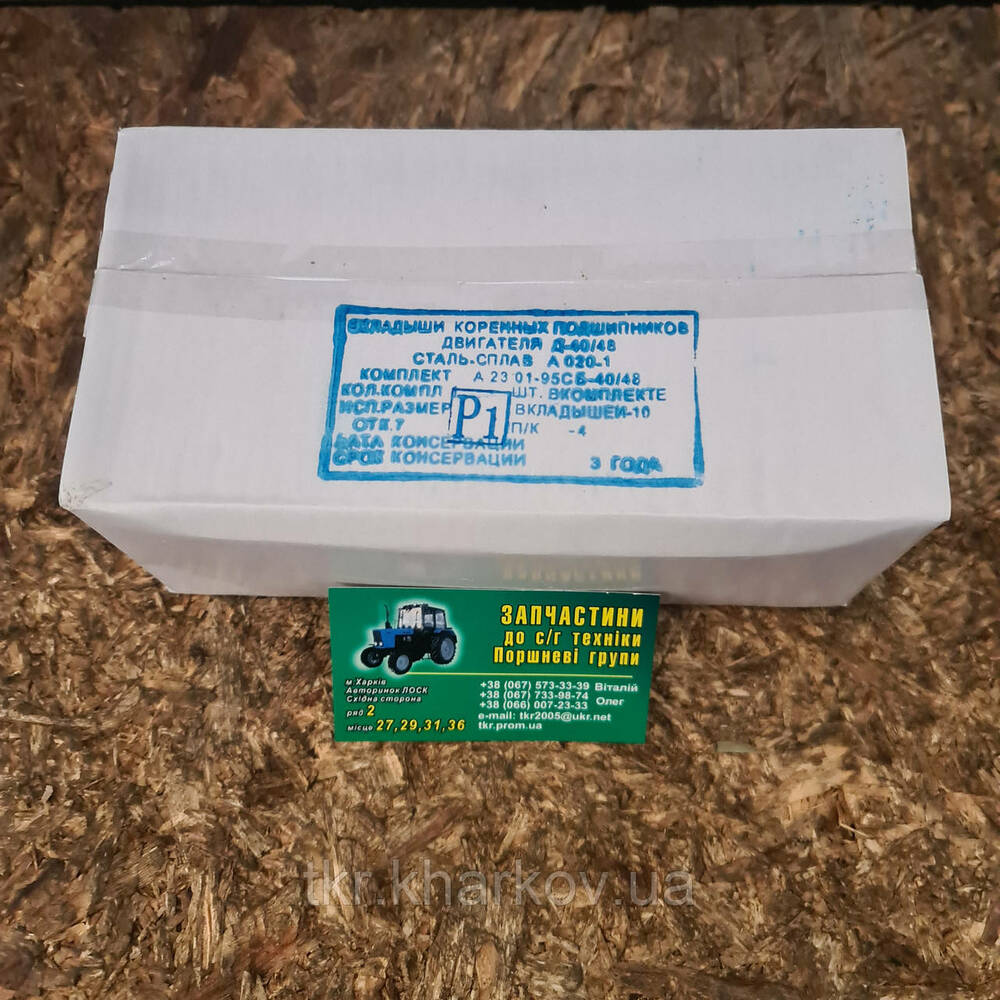 ВКЛАДЫШИ КОРЕННЫХ ПОДШИПНИКОВ
ДВИГАТЕЛЯ Д-40/48
СТАЛЬ-СПЛАВ А 020-1
КОМПЛЕКТ А 23 01-95СБ-40/48
КОЛ.КОМПЛ ШТ. ВКОМПЛЕКТЕ
ИСП.РАЗМЕР Р1 ВКЛАДЫШЕЙ-10
ОТК.7 П/К -4
ДАТА КОНСЕРВАЦИИ
СРОК КОНСЕРВАЦИИ 3 ГОДА
ЗАПЧАСТИНИ
до с/г техніки
Поршневі групи
м Харків
Авторинок ЛОСК
Східна сторона
ряд 2
місце 27,29,31,36
+38 (067) 573-33-39 Віталій
+38 (067) 733-98-74
+38 (066) 007-23-33 Олег
e-mail: tkr2005@ukr.net
tkr.prom.ua
tkr.kharkov.ua